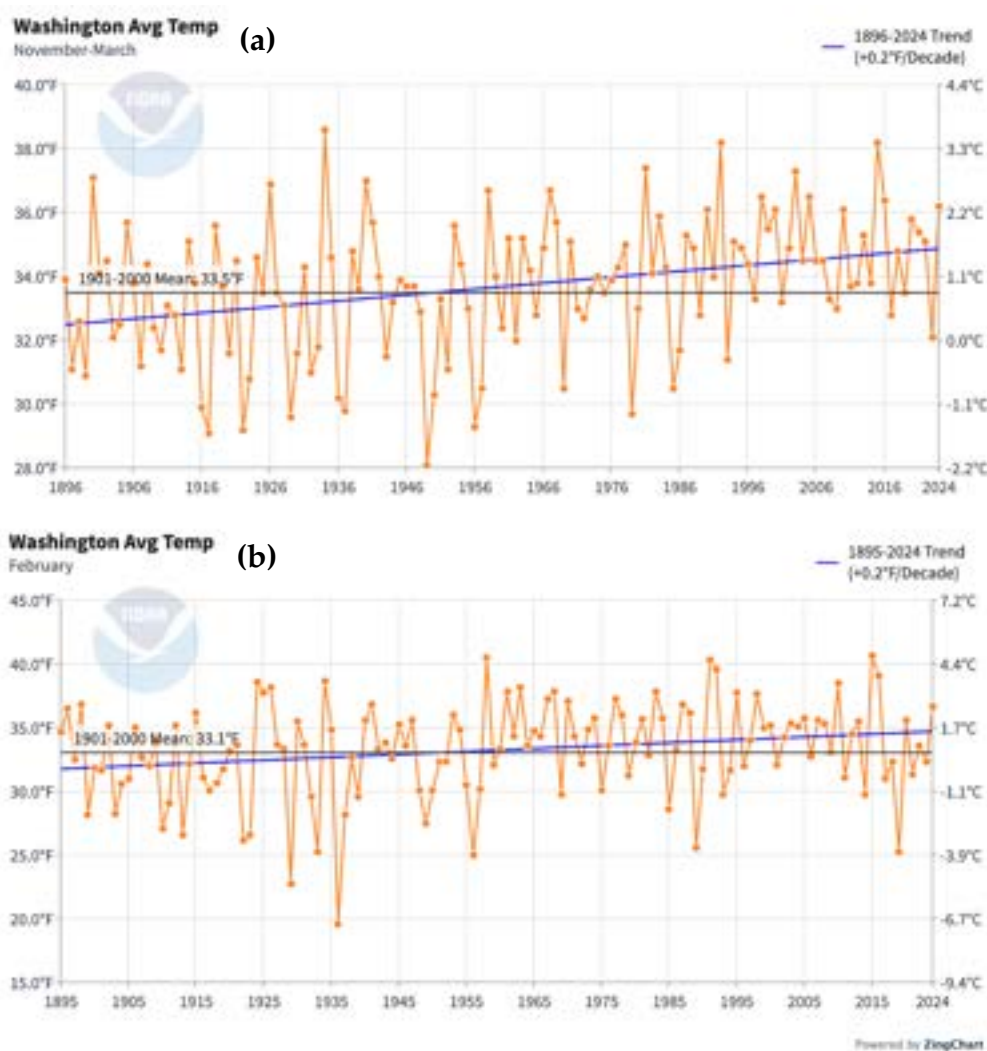 Washington Avg Temp (a)
November-March
1896-2024 Trend
(+0.2°F/Decade)
40.0°F 4.4°C
NOAA
38.0°F 3.3°C
36.0°F 2.2°C
34.0°F 1901-2000 Mean: 33.5°F 1.1°C
32.0°F 0.0°C
30.0°F -1.1°C
28.0°F -2.2°C
1896 1906 1916 1926 1936 1946 1956 1966 1976 1986 1996 2006 2016 2024
Washington Avg Temp (b)
February
1895-2024 Trend
(+0.2°F/Decade)
45.0°F 7.2°C
NOAA
40.0°F 4.4°C
35.0°F 1.7°C
1901-2000 Mean: 33.1°F
30.0°F -1.1°C
25.0°F -3.9°C
20.0°F -6.7°C
15.0°F -9.4°C
1895 1905 1915 1925 1935 1945 1955 1965 1975 1985 1995 2005 2015 2024
Powered by ZingChart